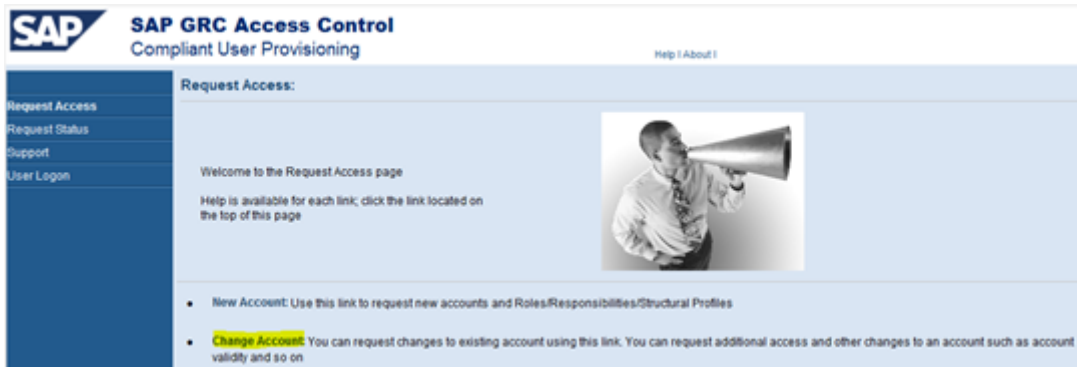 SAP
SAP GRC Access Control
Compliant User Provisioning
Help | About |
Request Access:
Request Access
Request Status
Support
User Logon
Welcome to the Request Access page
Help is available for each link; click the link located on
the top of this page
New Account: Use this link to request new accounts and Roles/Responsibilities/Structural Profiles
Change Account: You can request changes to existing account using this link. You can request additional access and other changes to an account such as account
validity and so on